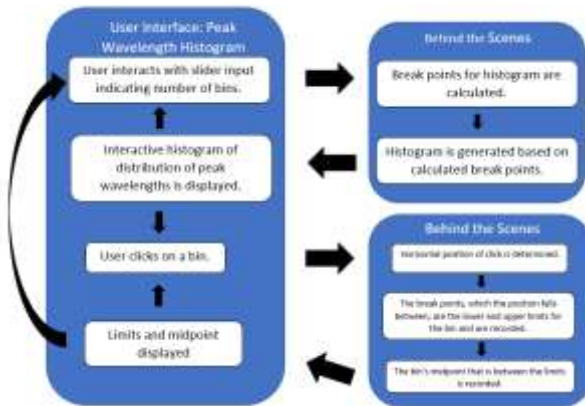 User Interface: Peak
Wavelength Histogram
User interacts with slider input
indicating number of bins.
Interactive histogram of
distribution of peak
wavelengths is displayed.
User clicks on a bin.
Limits and midpoint
displayed
Behind the Scenes
Break points for histogram are
calculated.
Histogram is generated based on
calculated break points.
Behind the Scenes
Horizontal position of click is determined.
The break points, which the position falls
between, are the lower and upper limits for
the bin and are recorded.
The bin's midpoint that is between the limits
is recorded.